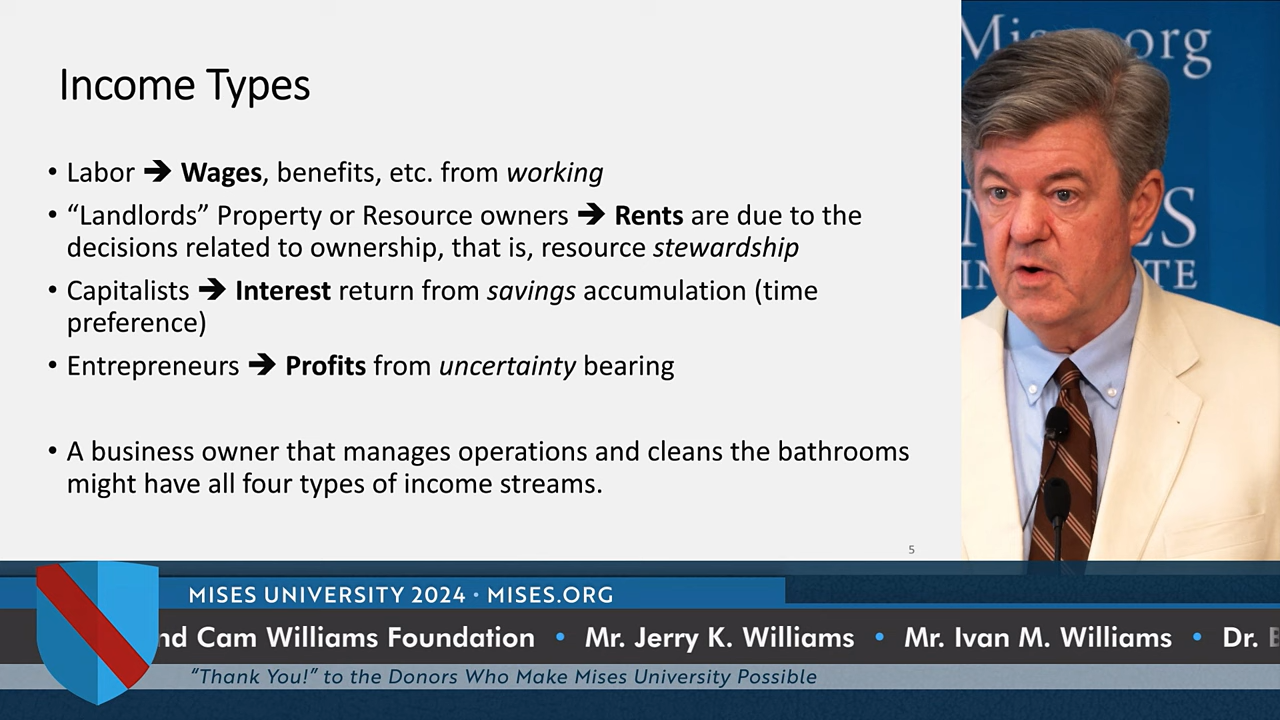 Income Types
• Labor ➔ Wages, benefits, etc. from working
• “Landlords” Property or Resource owners ➔ Rents are due to the
decisions related to ownership, that is, resource stewardship
• Capitalists ➔ Interest return from savings accumulation (time
preference)
• Entrepreneurs ➔ Profits from uncertainty bearing
• A business owner that manages operations and cleans the bathrooms
might have all four types of income streams.
5
Mises.org
MISES
INSTITUTE
MISES UNIVERSITY 2024 • MISES.ORG
nd Cam Williams Foundation • Mr. Jerry K. Williams • Mr. Ivan M. Williams • Dr.
“Thank You!” to the Donors Who Make Mises University Possible